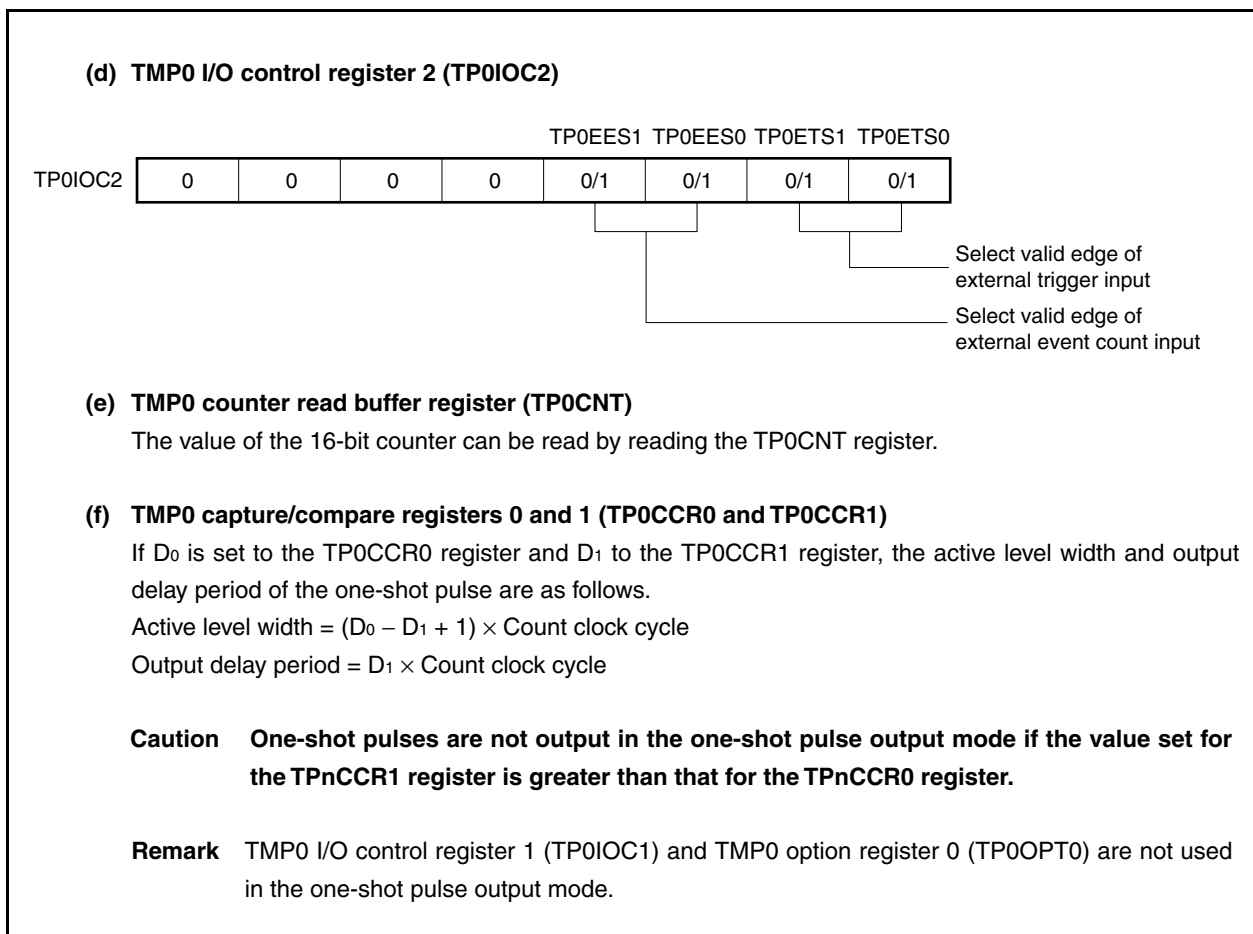 (d) TMP0 I/O control register 2 (TP0IOC2)
TP0EES1 TP0EES0 TP0ETS1 TP0ETS0
TP0IOC2 0 0 0 0 0/1 0/1 0/1 0/1
Select valid edge of
external trigger input
Select valid edge of
external event count input
(e) TMP0 counter read buffer register (TP0CNT)
The value of the 16-bit counter can be read by reading the TP0CNT register.
(f) TMP0 capture/compare registers 0 and 1 (TP0CCR0 and TP0CCR1)
If D0 is set to the TP0CCR0 register and D1 to the TP0CCR1 register, the active level width and output
delay period of the one-shot pulse are as follows.
Active level width = (D0 − D1 + 1) × Count clock cycle
Output delay period = D1 × Count clock cycle
Caution One-shot pulses are not output in the one-shot pulse output mode if the value set for
the TPnCCR1 register is greater than that for the TPnCCR0 register.
Remark TMP0 I/O control register 1 (TP0IOC1) and TMP0 option register 0 (TP0OPT0) are not used
in the one-shot pulse output mode.